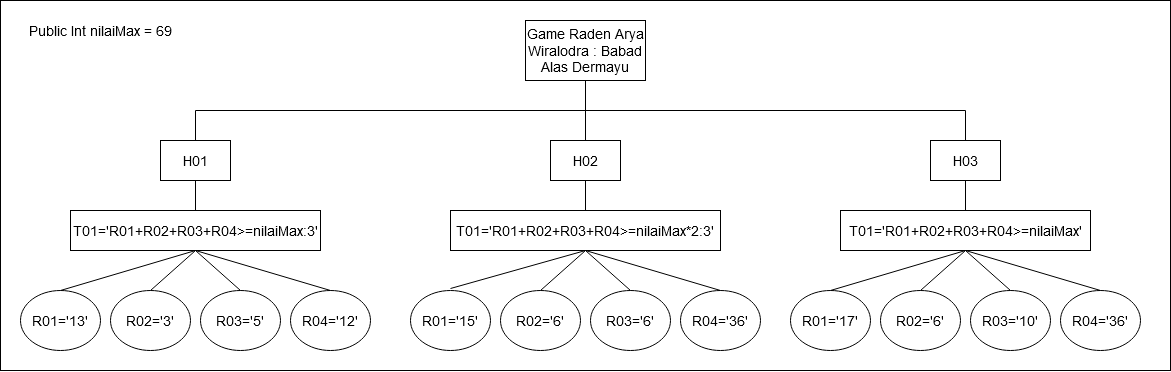 Public Int nilaiMax = 69
Game Raden Arya
Wiralodra : Babad
Alas Dermayu
H01
H02
H03
T01='R01+R02+R03+R04>=nilaiMax:3'
T01='R01+R02+R03+R04>=nilaiMax*2:3'
T01='R01+R02+R03+R04>=nilaiMax'
R01='13'
R02='3'
R03='5'
R04='12'
R01='15'
R02='6'
R03='6'
R04='36'
R01='17'
R02='6'
R03='10'
R04='36'